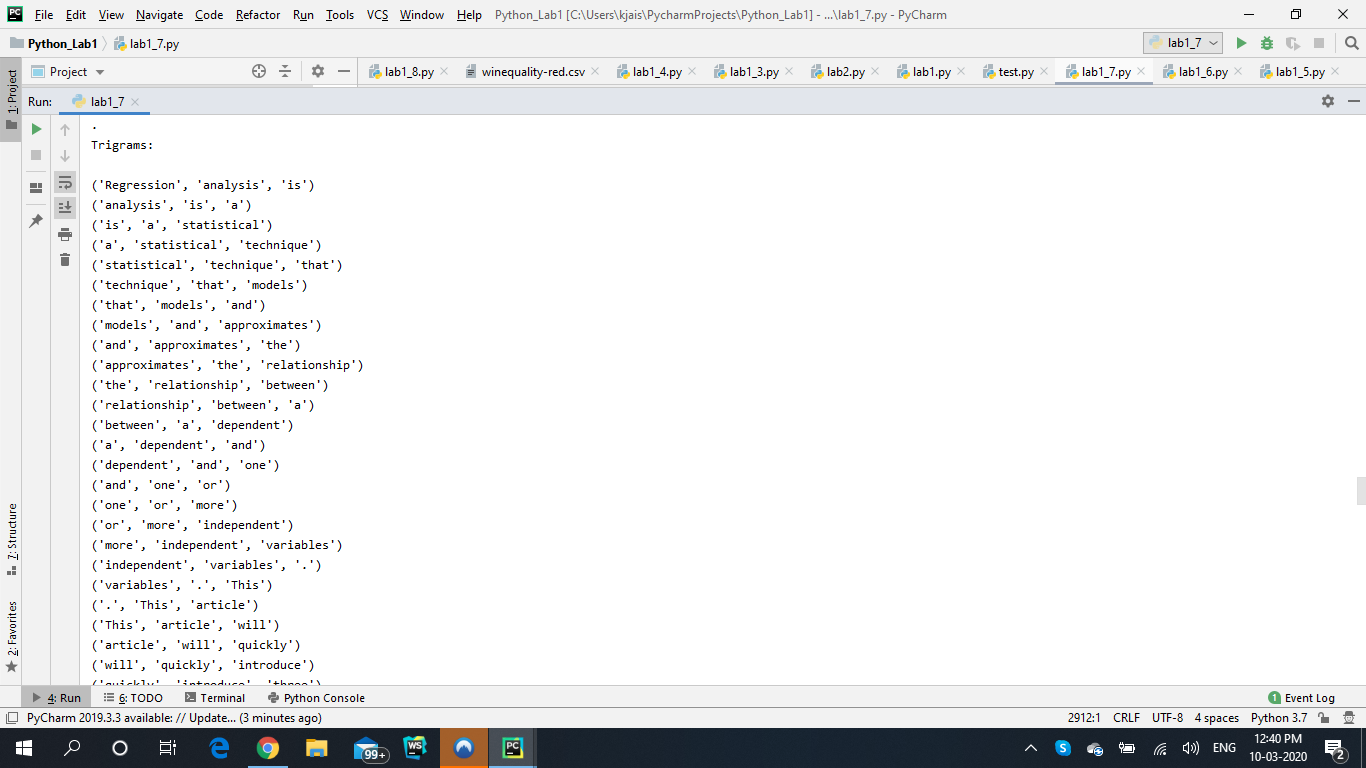 PC File Edit View Navigate Code Refactor Run Tools VCS Window Help Python_Lab1 [C:\Users\kjais\PycharmProjects\Python_Lab1] - ...\lab1_7.py - PyCharm
Python_Lab1 lab1_7.py lab1_7
1: Project
Project lab1_8.py winequality-red.csv lab1_4.py lab1_3.py lab2.py lab1.py test.py lab1_7.py lab1_6.py lab1_5.py
Run: lab1_7
.
Trigrams:
('Regression', 'analysis', 'is')
('analysis', 'is', 'a')
('is', 'a', 'statistical')
('a', 'statistical', 'technique')
('statistical', 'technique', 'that')
('technique', 'that', 'models')
('that', 'models', 'and')
('models', 'and', 'approximates')
('and', 'approximates', 'the')
('approximates', 'the', 'relationship')
('the', 'relationship', 'between')
('relationship', 'between', 'a')
('between', 'a', 'dependent')
('a', 'dependent', 'and')
('dependent', 'and', 'one')
('and', 'one', 'or')
('one', 'or', 'more')
('or', 'more', 'independent')
('more', 'independent', 'variables')
('independent', 'variables', '.')
('variables', '.', 'This')
('.', 'This', 'article')
('This', 'article', 'will')
('article', 'will', 'quickly')
('will', 'quickly', 'introduce')
('quickly', 'introduce', 'three')
7: Structure
2: Favorites
4: Run 6: TODO Terminal Python Console 1 Event Log
PyCharm 2019.3.3 available: // Update... (3 minutes ago) 2912:1 CRLF UTF-8 4 spaces Python 3.7
99+ WS PC S ENG 12:40 PM
10-03-2020 2